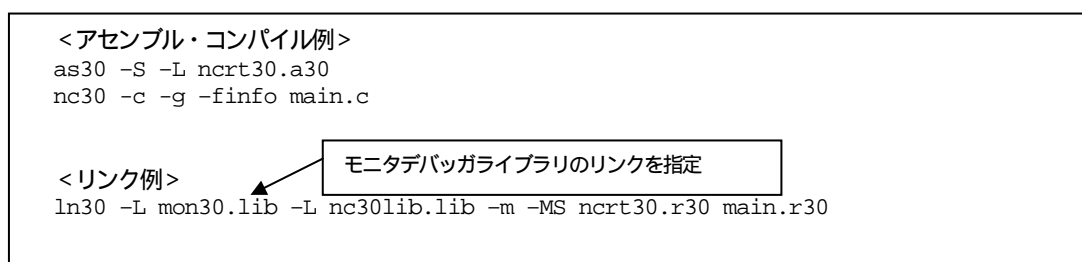 <アセンブル・コンパイル例>
as30 –S –L ncrt30.a30
nc30 -c -g -finfo main.c
モニタデバッガライブラリのリンクを指定
<リンク例>
ln30 –L mon30.lib –L nc30lib.lib –m –MS ncrt30.r30 main.r30